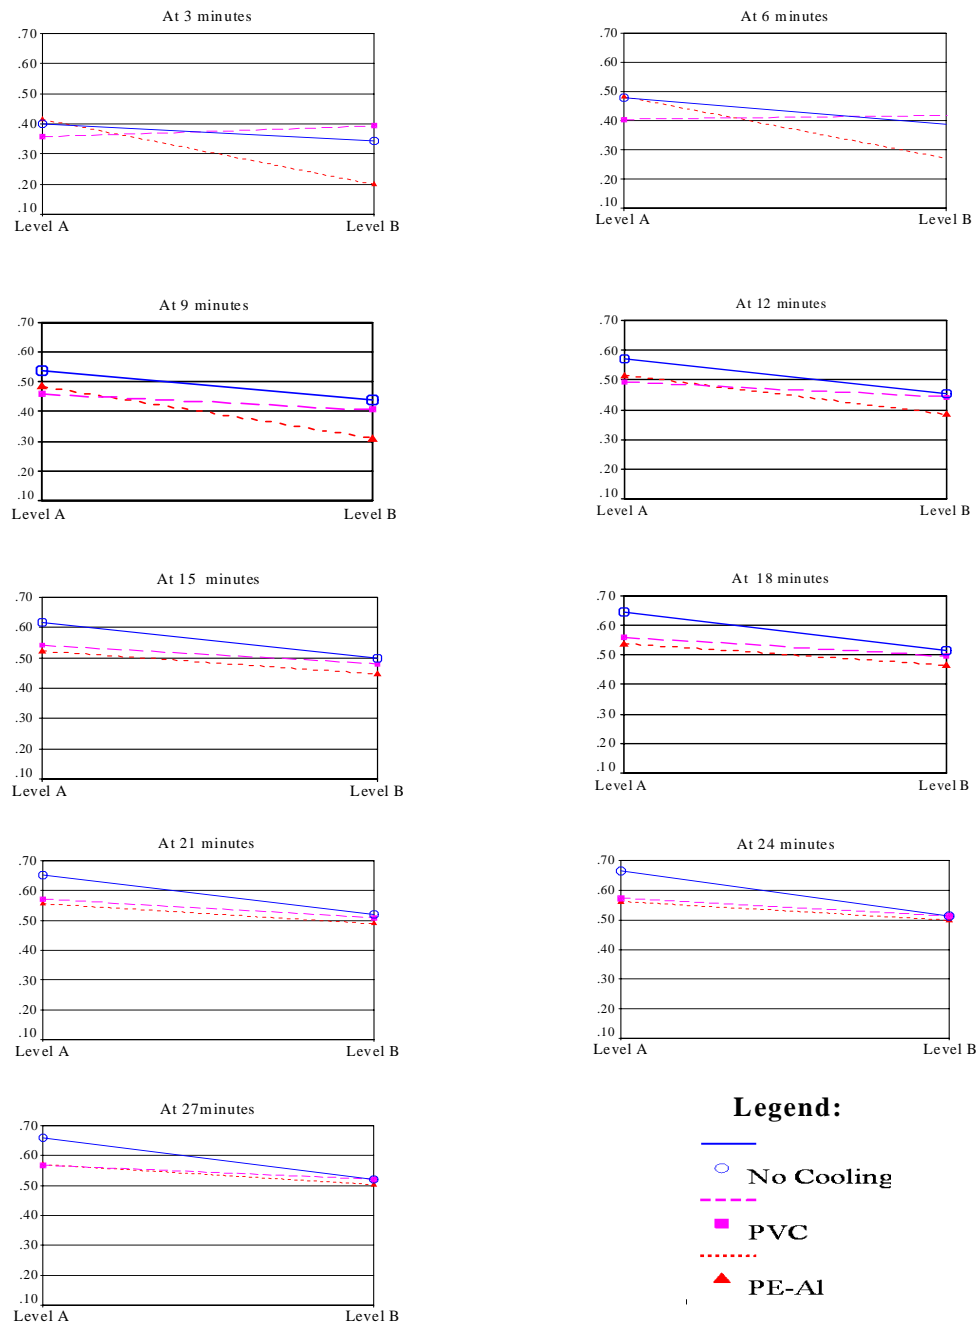 At 3 minutes
.70
.60
.50
.40
.30
.20
.10
Level A
Level B
At 6 minutes
.70
.60
.50
.40
.30
.20
.10
Level A
Level B
At 9 minutes
.70
.60
.50
.40
.30
.20
.10
Level A
Level B
At 12 minutes
.70
.60
.50
.40
.30
.20
.10
Level A
Level B
At 15 minutes
.70
.60
.50
.40
.30
.20
.10
Level A
Level B
At 18 minutes
.70
.60
.50
.40
.30
.20
.10
Level A
Level B
At 21 minutes
.70
.60
.50
.40
.30
.20
.10
Level A
Level B
At 24 minutes
.70
.60
.50
.40
.30
.20
.10
Level A
Level B
At 27minutes
.70
.60
.50
.40
.30
.20
.10
Level A
Level B
Legend:
No Cooling
PVC
PE-Al